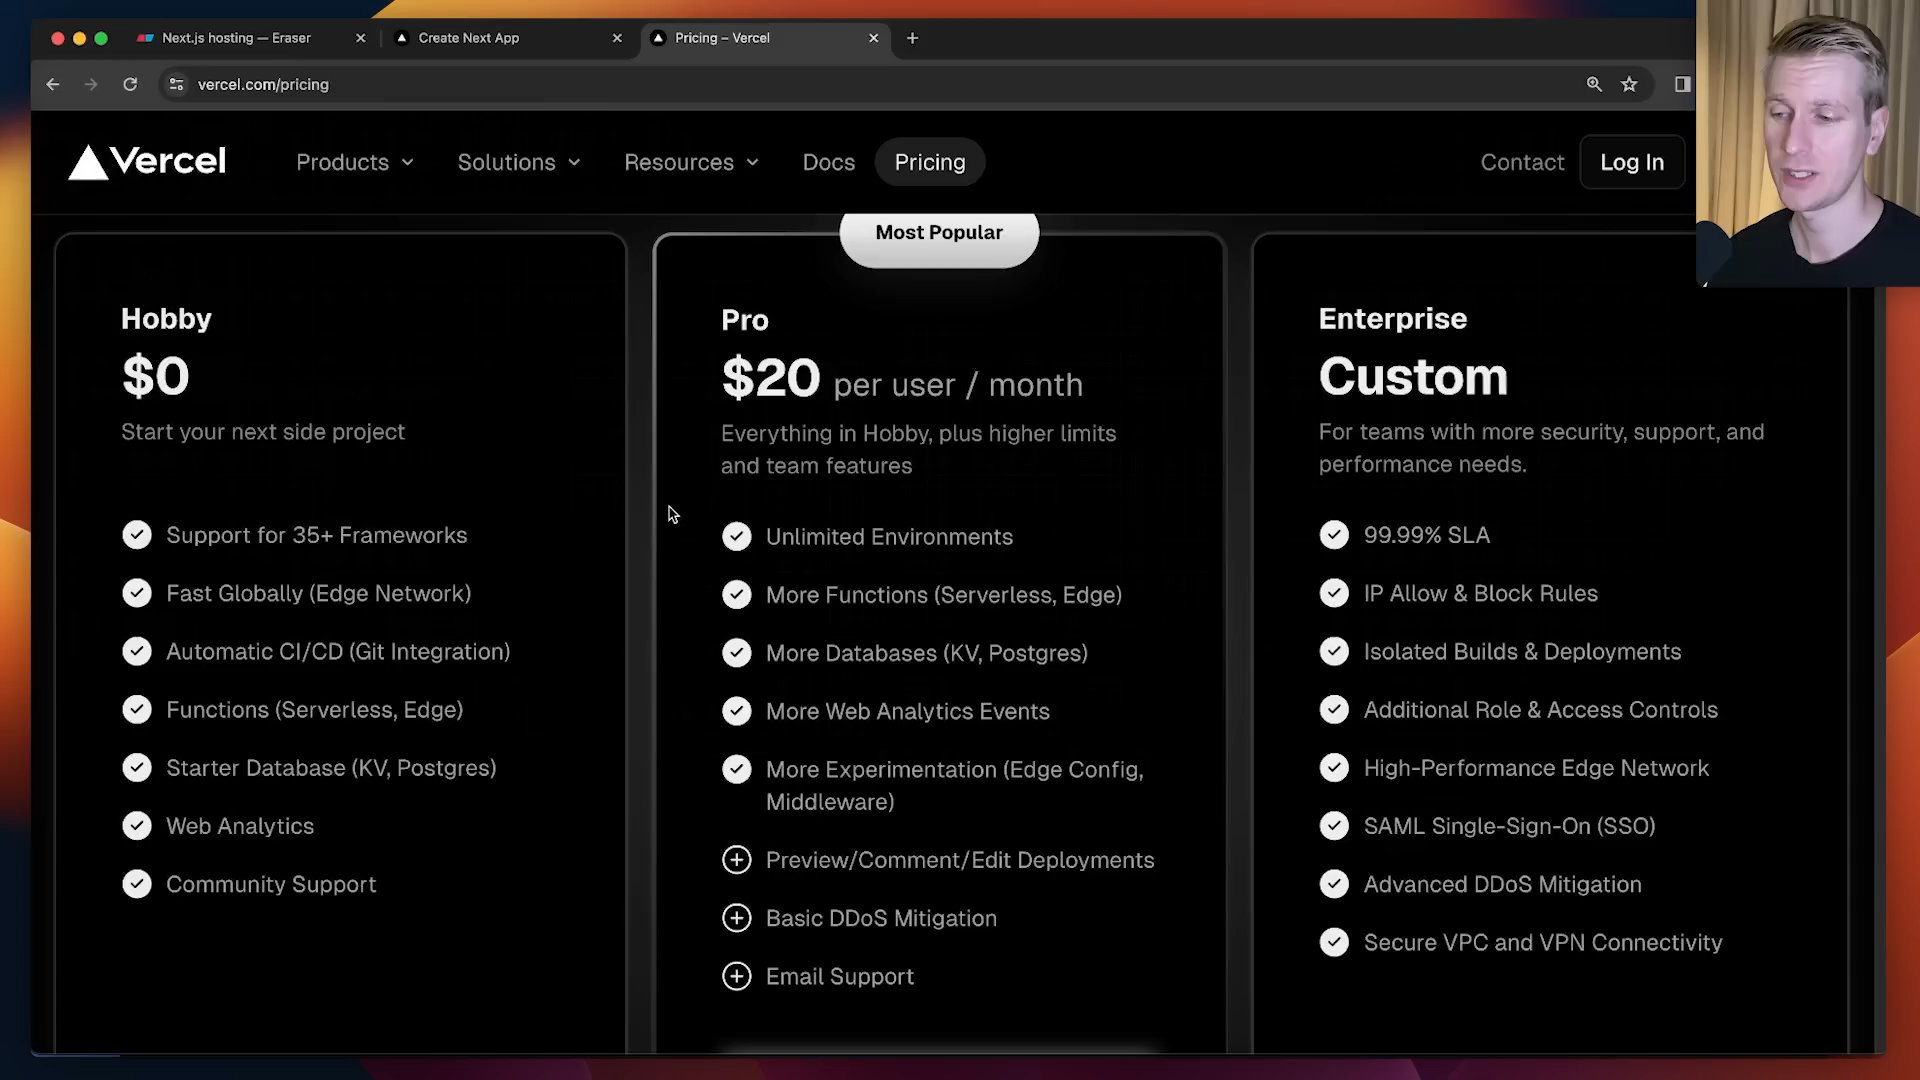 Next.js hosting — Eraser
Create Next App
Pricing – Vercel
vercel.com/pricing
Vercel
Products
Solutions
Resources
Docs
Pricing
Contact
Log In
Most Popular
Hobby
$0
Start your next side project
Support for 35+ Frameworks
Fast Globally (Edge Network)
Automatic CI/CD (Git Integration)
Functions (Serverless, Edge)
Starter Database (KV, Postgres)
Web Analytics
Community Support
Pro
$20 per user / month
Everything in Hobby, plus higher limits
and team features
Unlimited Environments
More Functions (Serverless, Edge)
More Databases (KV, Postgres)
More Web Analytics Events
More Experimentation (Edge Config,
Middleware)
Preview/Comment/Edit Deployments
Basic DDoS Mitigation
Email Support
Enterprise
Custom
For teams with more security, support, and
performance needs.
99.99% SLA
IP Allow & Block Rules
Isolated Builds & Deployments
Additional Role & Access Controls
High-Performance Edge Network
SAML Single-Sign-On (SSO)
Advanced DDoS Mitigation
Secure VPC and VPN Connectivity